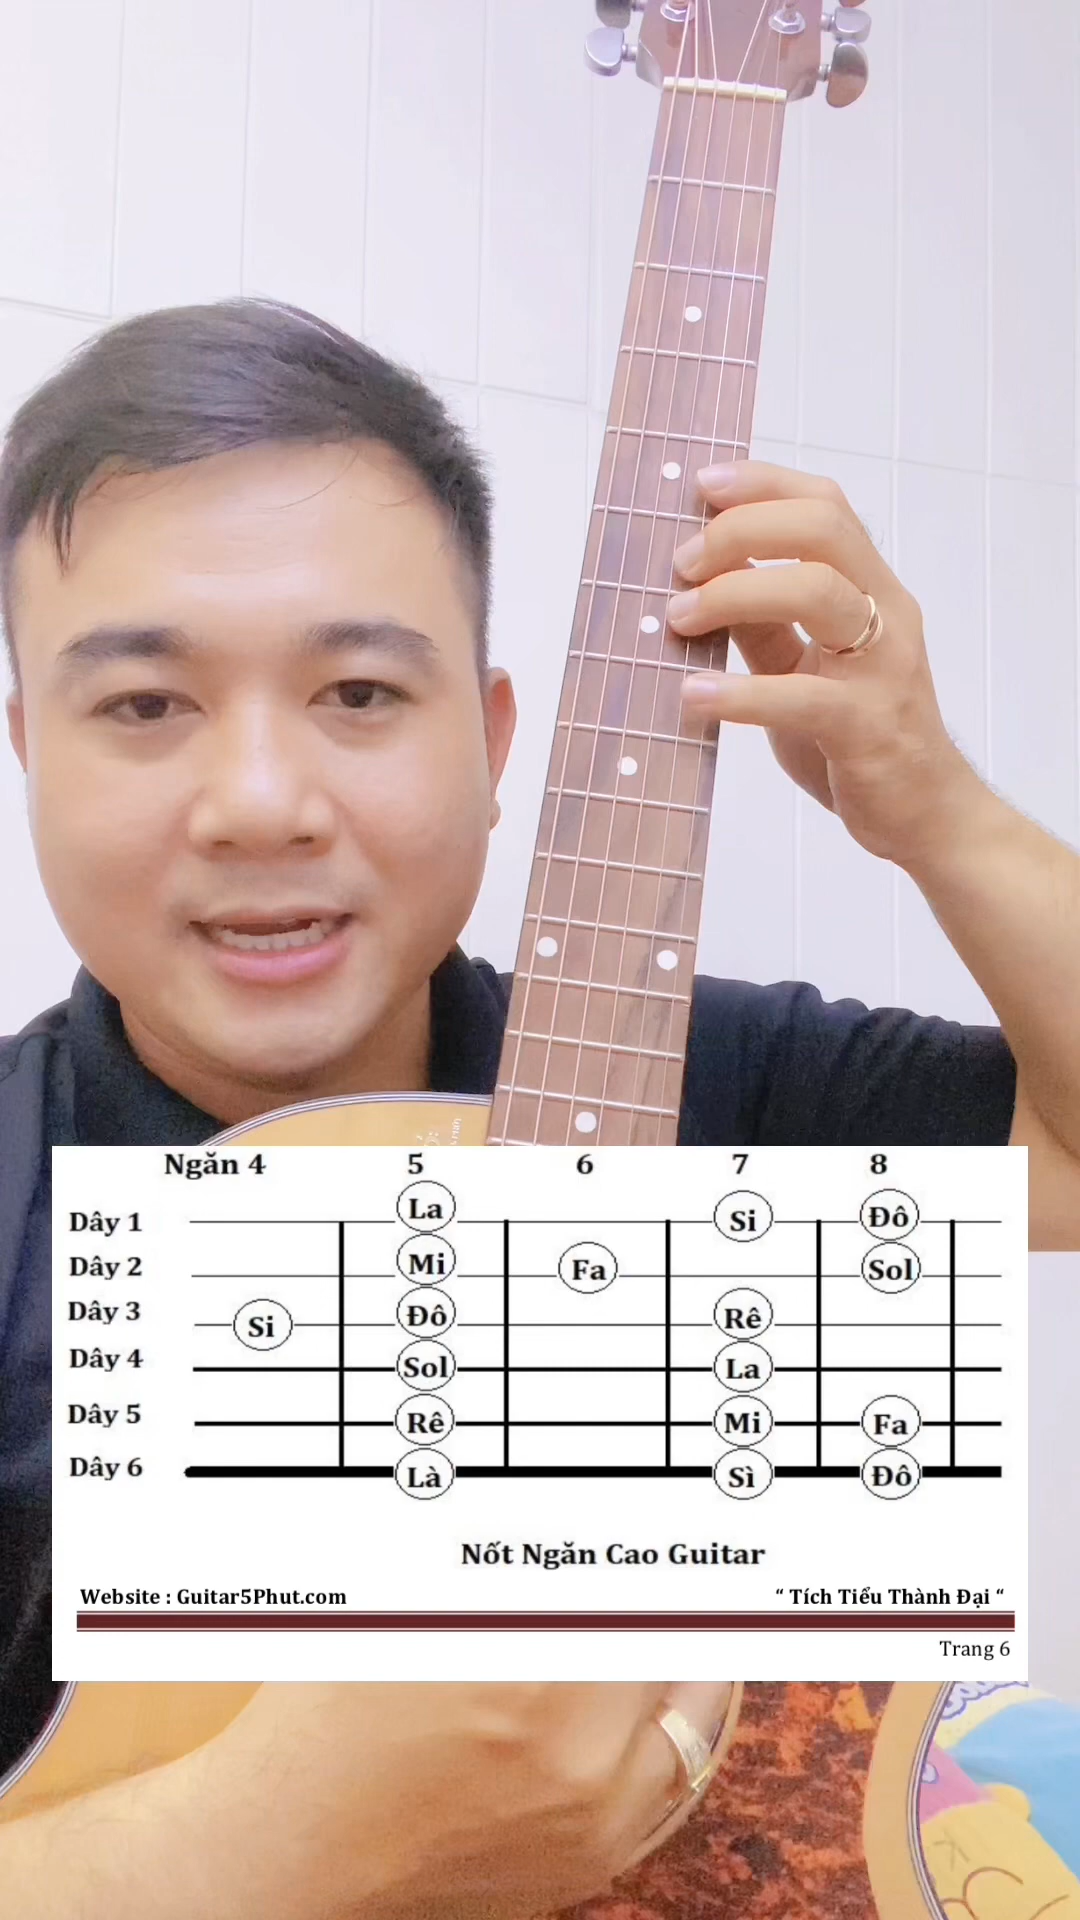 Ngăn 4 5 6 7 8
Dây 1 La Si Đô
Dây 2 Mi Fa Sol
Dây 3 Si Đô Rê
Dây 4 Sol La
Dây 5 Rê Mi Fa
Dây 6 Là Sì Đô
Nốt Ngăn Cao Guitar
Website : Guitar5Phut.com “ Tích Tiểu Thành Đại “
Trang 6